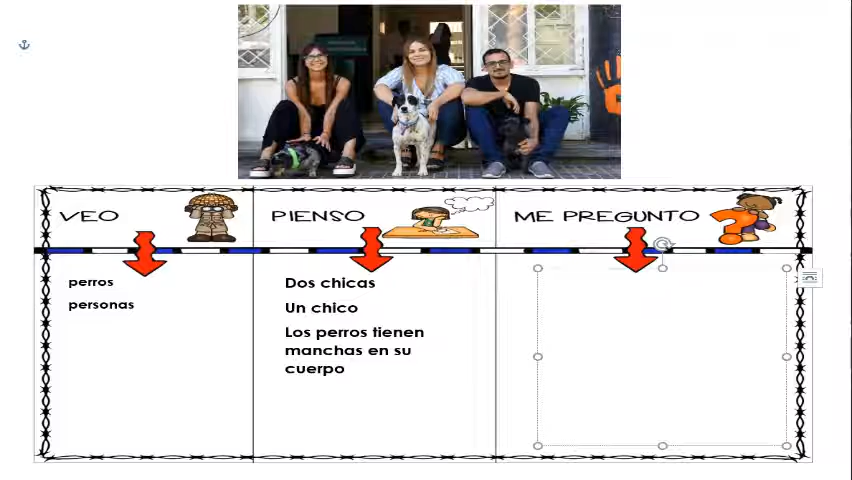 VEO
PIENSO
ME PREGUNTO
perros
personas
Dos chicas
Un chico
Los perros tienen
manchas en su
cuerpo